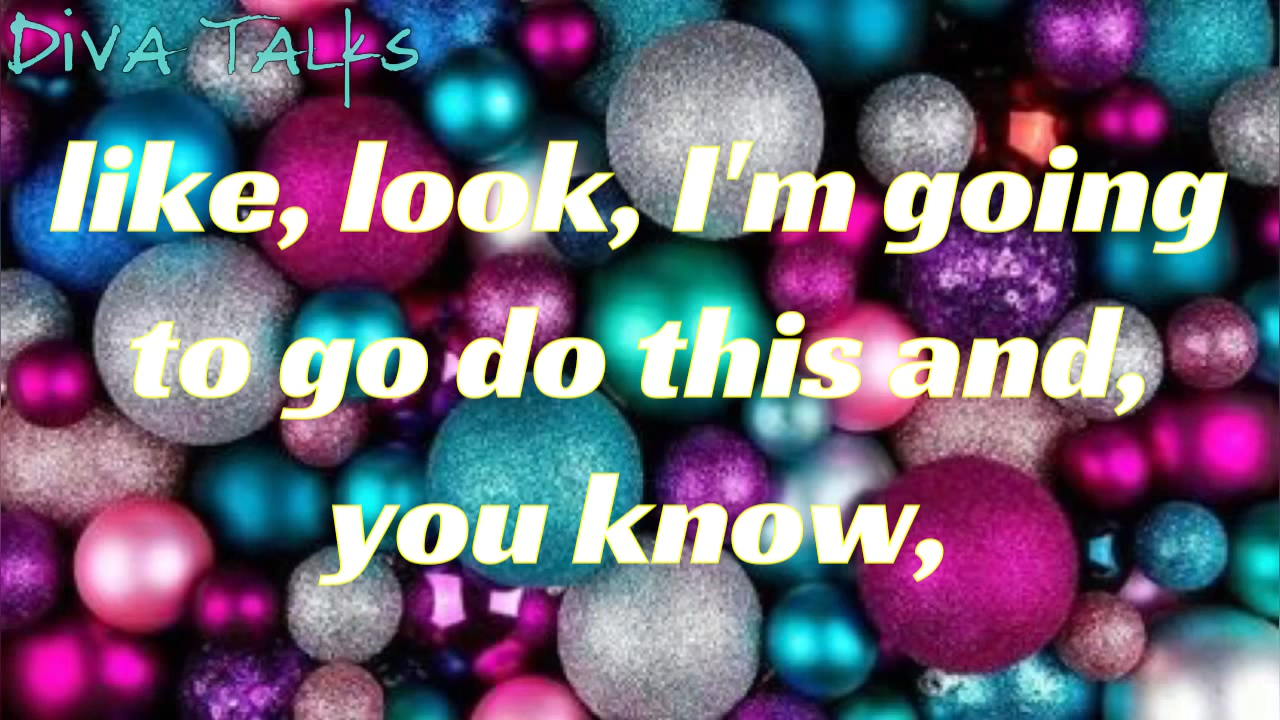 Diva Talks
like, look, I'm going
to go do this and,
you know,